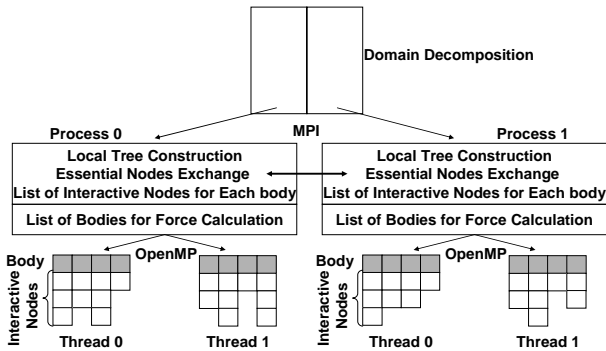 Domain Decomposition
MPI
Process 0
Process 1
Local Tree Construction
Essential Nodes Exchange
List of Interactive Nodes for Each body
List of Bodies for Force Calculation
Local Tree Construction
Essential Nodes Exchange
List of Interactive Nodes for Each body
List of Bodies for Force Calculation
Body
OpenMP
Interactive
Nodes
Thread 0
Thread 1
Body
OpenMP
Interactive
Nodes
Thread 0
Thread 1